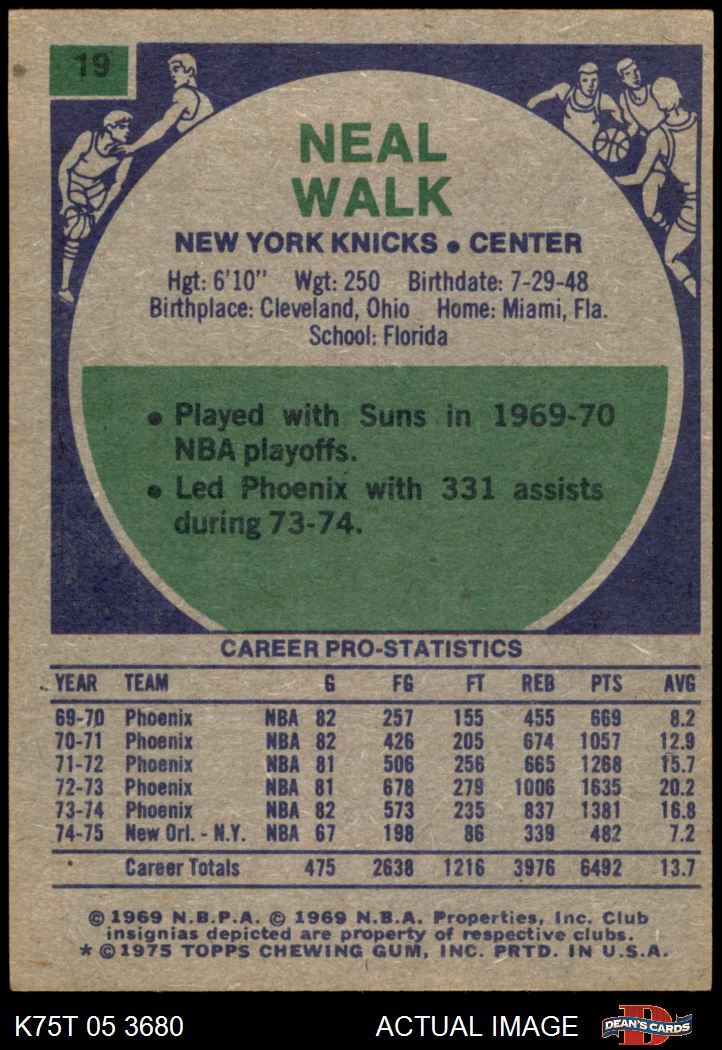 19
NEAL
WALK
NEW YORK KNICKS • CENTER
Hgt: 6'10" Wgt: 250 Birthdate: 7-29-48
Birthplace: Cleveland, Ohio Home: Miami, Fla.
School: Florida
• Played with Suns in 1969-70
NBA playoffs.
• Led Phoenix with 331 assists
during 73-74.
CAREER PRO-STATISTICS
YEAR TEAM G FG FT REB PTS AVG
69-70 Phoenix NBA 82 257 155 455 669 8.2
70-71 Phoenix NBA 82 426 205 674 1057 12.9
71-72 Phoenix NBA 81 506 256 665 1268 15.7
72-73 Phoenix NBA 81 678 279 1006 1635 20.2
73-74 Phoenix NBA 82 573 235 837 1381 16.8
74-75 New Orl. - N.Y. NBA 67 198 86 339 482 7.2
Career Totals 475 2638 1216 3976 6492 13.7
© 1969 N.B.P.A. © 1969 N.B.A. Properties, Inc. Club
insignias depicted are property of respective clubs.
* © 1975 TOPPS CHEWING GUM, INC. PRTD. IN U.S.A.
K75T 05 3680 ACTUAL IMAGE D DEAN'S CARDS